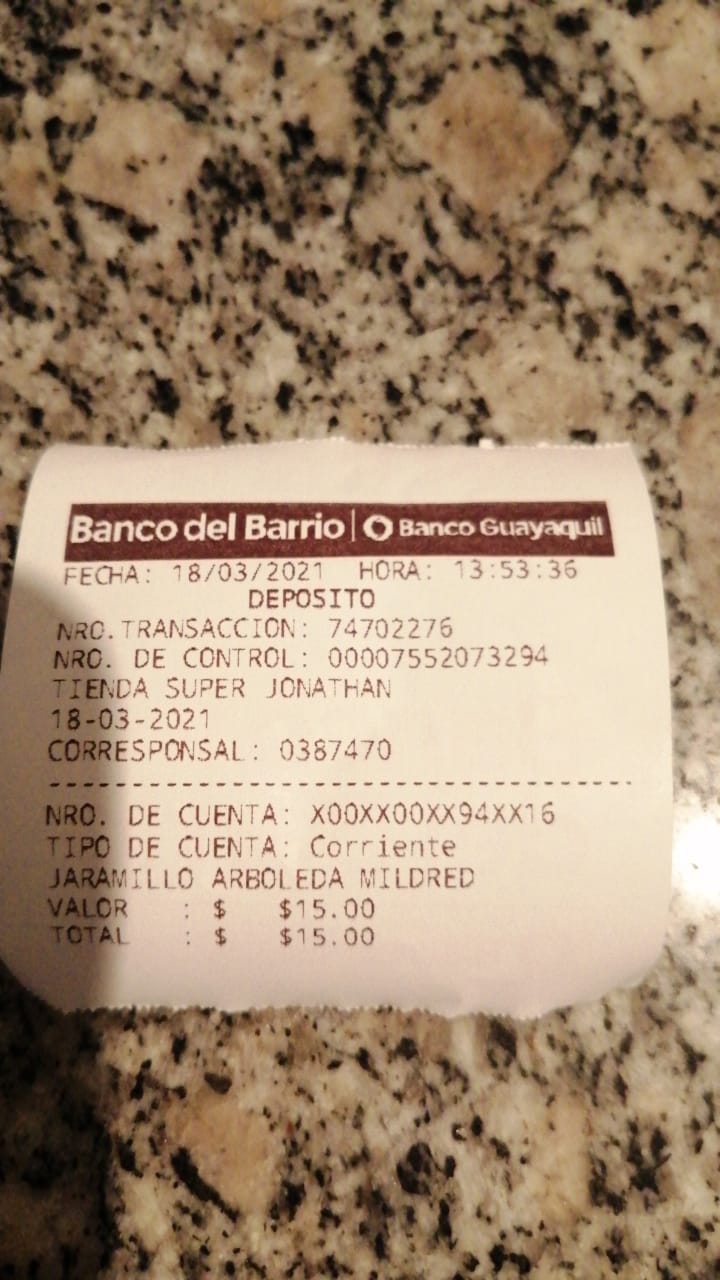 Banco del Barrio | Banco Guayaquil
FECHA: 18/03/2021 HORA: 13:53:36
DEPOSITO
NRO.TRANSACCION: 74702276
NRO. DE CONTROL: 00007552073294
TIENDA SUPER JONATHAN
18-03-2021
CORRESPONSAL: 0387470
--------------------------------------
NRO. DE CUENTA: X00XX00XX94XX16
TIPO DE CUENTA: Corriente
JARAMILLO ARBOLEDA MILDRED
VALOR : $ $15.00
TOTAL : $ $15.00